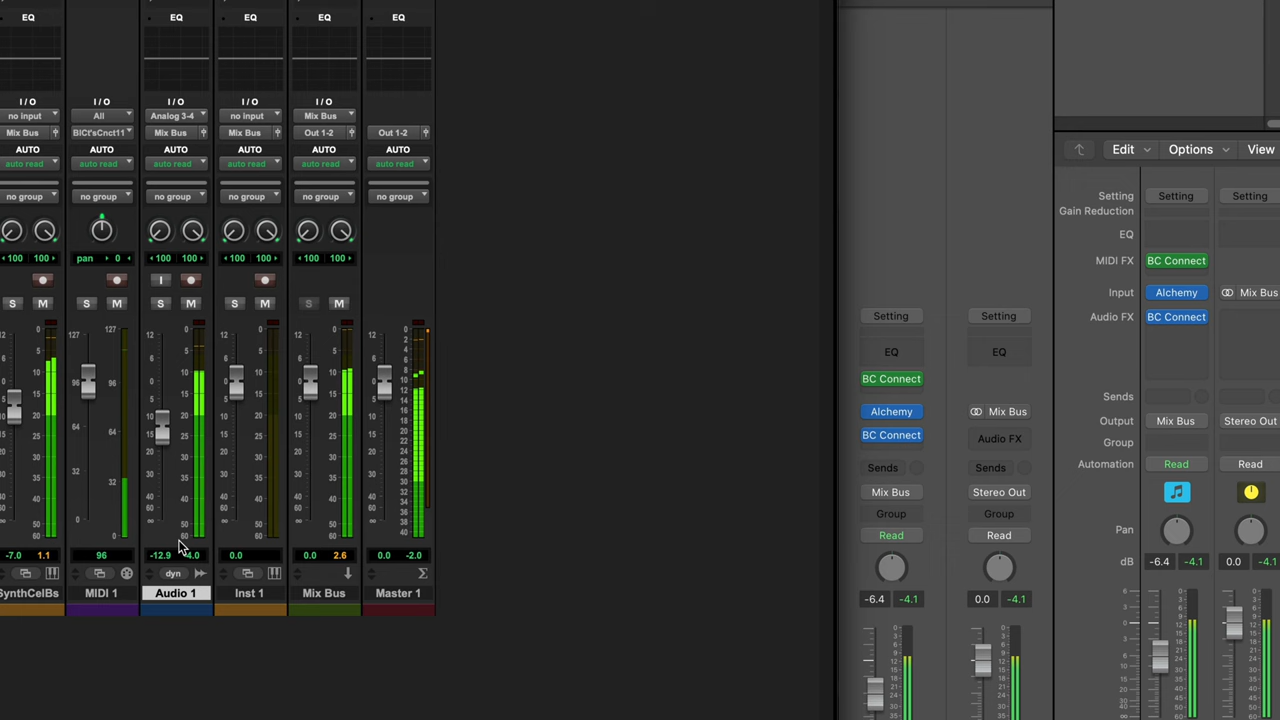 EQ EQ EQ EQ EQ
I / O I / O I / O I / O I / O
no input All Analog 3-4 no input Mix Bus
Mix Bus BlCt'sCnct11 Mix Bus Mix Bus Out 1-2 Out 1-2
AUTO AUTO AUTO AUTO AUTO AUTO
auto read auto read auto read auto read auto read auto read
no group no group no group no group no group no group
100 100 pan 0 100 100 100 100 100 100
S M S M S M S M S M
-7.0 1.1 96 -12.9 -4.0 0.0 0.0 2.6 0.0 -2.0
dyn
SynthCelBs MIDI 1 Audio 1 Inst 1 Mix Bus Master 1
Setting Setting
EQ EQ
BC Connect
Alchemy Mix Bus
BC Connect Audio FX
Sends Sends
Mix Bus Stereo Out
Group Group
Read Read
-6.4 -4.1 0.0 -4.1
Edit Options View
Setting Setting Setting
Gain Reduction
EQ
MIDI FX BC Connect
Input Alchemy Mix Bus
Audio FX BC Connect
Sends
Output Mix Bus Stereo Out
Group
Automation Read Read
Pan
dB -6.4 -4.1 0.0 -4.1